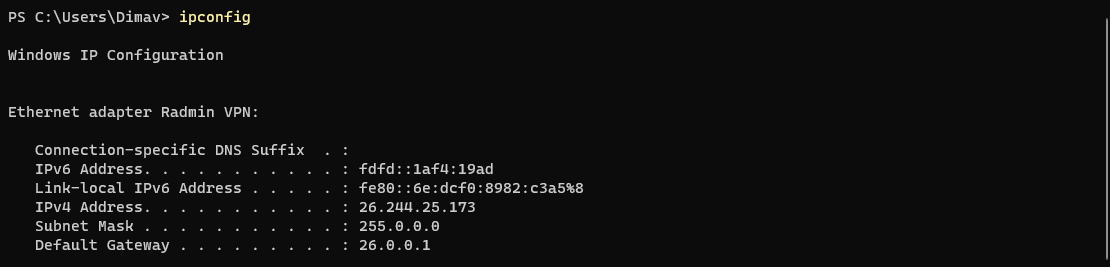 PS C:\Users\Dimav> ipconfig
Windows IP Configuration
Ethernet adapter Radmin VPN:
Connection-specific DNS Suffix  . :
IPv6 Address. . . . . . . . . . . : fdfd::1af4:19ad
Link-local IPv6 Address . . . . . : fe80::6e:dcf0:8982:c3a5%8
IPv4 Address. . . . . . . . . . . : 26.244.25.173
Subnet Mask . . . . . . . . . . . : 255.0.0.0
Default Gateway . . . . . . . . . : 26.0.0.1